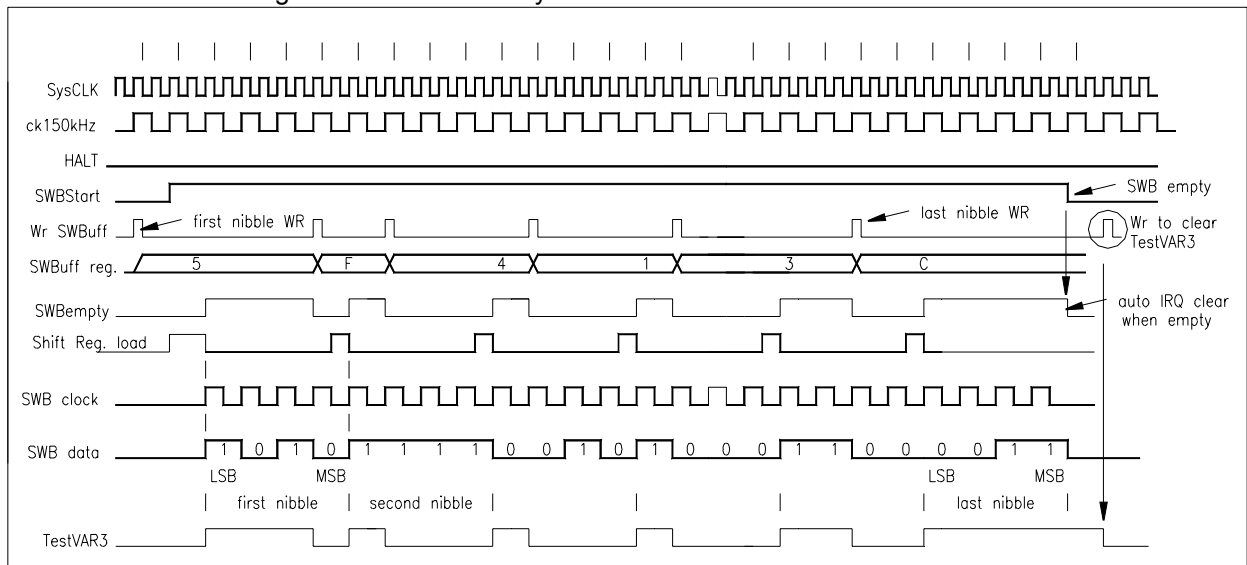 SysCLK
ck150kHz
HALT
SWBStart
SWB empty
Wr SWBuff
first nibble WR
last nibble WR
Wr to clear
TestVAR3
SWBuff reg.
5 F 4 1 3 C
SWBempty
auto IRQ clear
when empty
Shift Reg. load
SWB clock
SWB data
1 0 1 0 1 1 1 1 0 0 1 0 1 0 0 0 1 1 0 0 0 0 1 1
LSB MSB LSB MSB
first nibble second nibble last nibble
TestVAR3